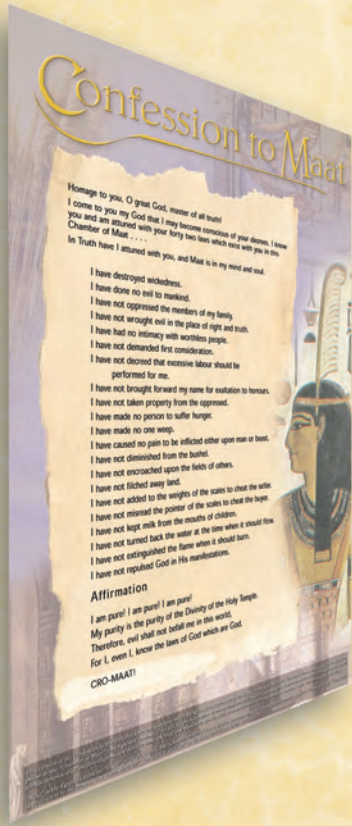 Confession to Maat
Homage to you, O great God, master of all truth!
I come to you my God that I may become conscious of your decrees. I know
you and am attuned with your forty two laws which exist with you in this
Chamber of Maat . . . .
In Truth have I attuned with you, and Maat is in my mind and soul.
I have destroyed wickedness.
I have done no evil to mankind.
I have not oppressed the members of my family.
I have not wrought evil in the place of right and truth.
I have had no intimacy with worthless people.
I have not demanded first consideration.
I have not decreed that excessive labour should be
performed for me.
I have not brought forward my name for exaltation to honours.
I have not taken property from the oppressed.
I have made no person to suffer hunger.
I have made no one weep.
I have caused no pain to be inflicted either upon man or beast.
I have not diminished from the bushel.
I have not encroached upon the fields of others.
I have not filched away land.
I have not added to the weights of the scales to cheat the seller.
I have not misread the pointer of the scales to cheat the buyer.
I have not kept milk from the mouths of children.
I have not turned back the water at the time when it should flow.
I have not extinguished the flame when it should burn.
I have not repulsed God in His manifestations.
Affirmation
I am pure! I am pure! I am pure!
My purity is the purity of the Divinity of the Holy Temple.
Therefore, evil shall not befall me in this world,
For I, even I, know the laws of God which are God.
CRO-MAAT!